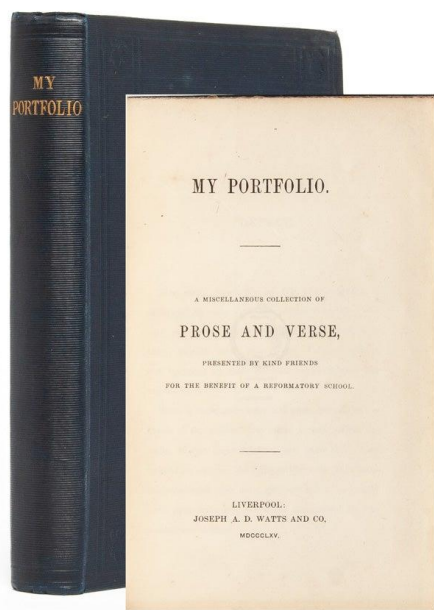 MY
PORTFOLIO
MY PORTFOLIO.
A MISCELLANEOUS COLLECTION OF
PROSE AND VERSE,
PRESENTED BY KIND FRIENDS
FOR THE BENEFIT OF A REFORMATORY SCHOOL.
LIVERPOOL:
JOSEPH A. D. WATTS AND CO,
MDCCCLXV.